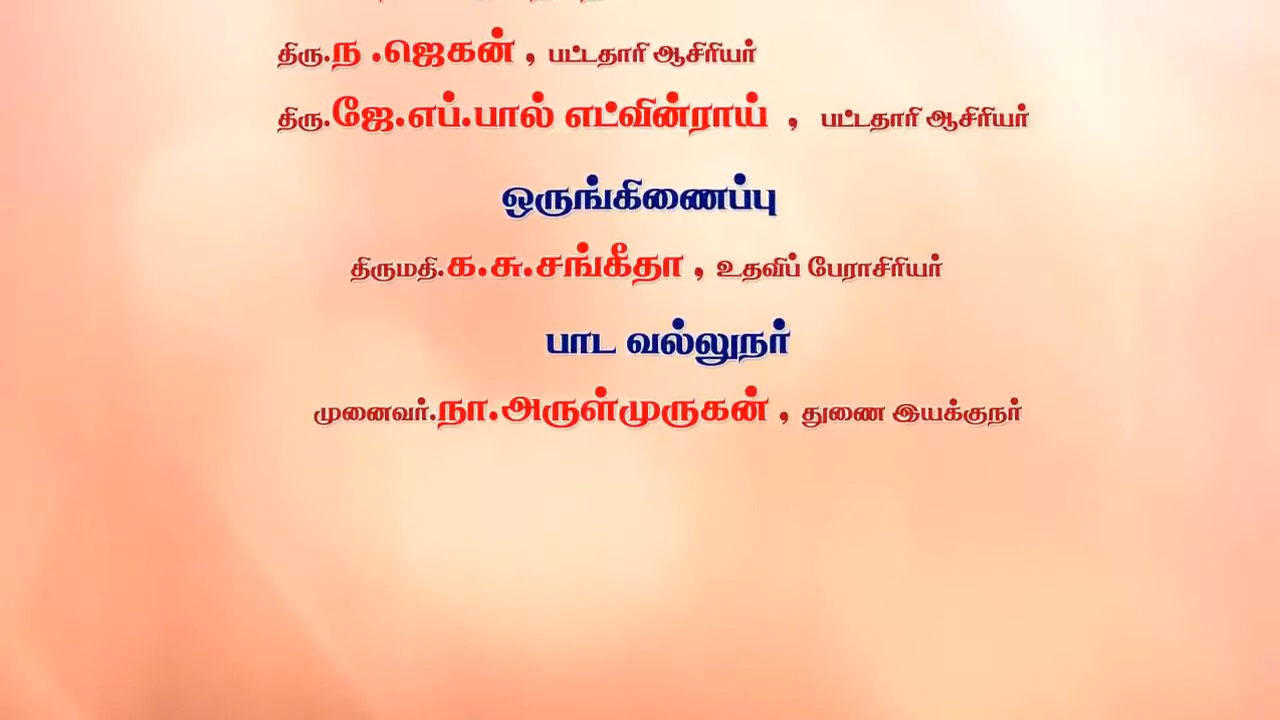 திரு.ந .ஜெகன் , பட்டதாரி ஆசிரியர்
திரு.ஜே.எப்.பால் எட்வின்ராய் , பட்டதாரி ஆசிரியர்
ஒருங்கிணைப்பு
திருமதி.க.சு.சங்கீதா , உதவிப் பேராசிரியர்
பாட வல்லுநர்
முனைவர்.நா.அருள்முருகன் , துணை இயக்குநர்